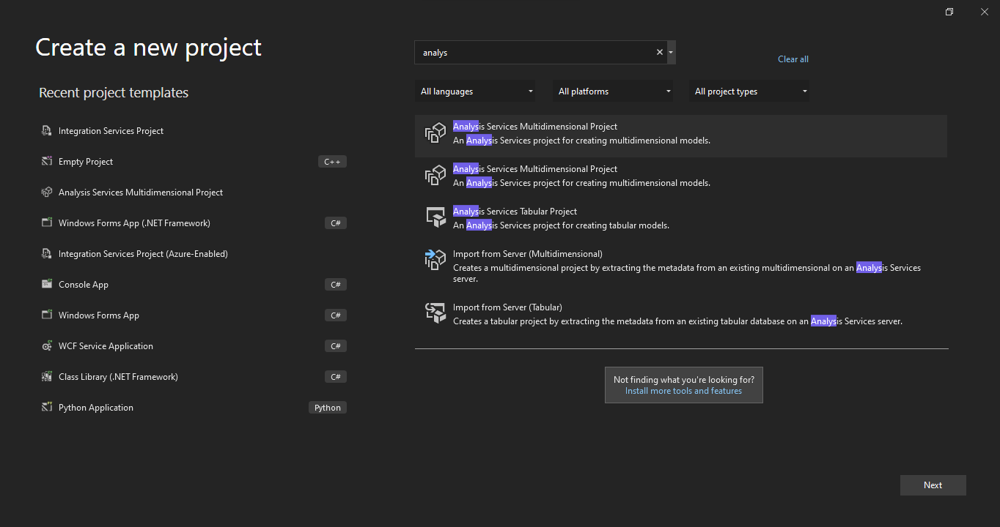 Create a new project
Recent project templates
Integration Services Project
Empty Project
C++
Analysis Services Multidimensional Project
Windows Forms App (.NET Framework)
C#
Integration Services Project (Azure-Enabled)
Console App
C#
Windows Forms App
C#
WCF Service Application
C#
Class Library (.NET Framework)
C#
Python Application
Python
analys
Clear all
All languages
All platforms
All project types
Analysis Services Multidimensional Project
An Analysis Services project for creating multidimensional models.
Analysis Services Multidimensional Project
An Analysis Services project for creating multidimensional models.
Analysis Services Tabular Project
An Analysis Services project for creating tabular models.
Import from Server (Multidimensional)
Creates a multidimensional project by extracting the metadata from an existing multidimensional on an Analysis Services
server.
Import from Server (Tabular)
Creates a tabular project by extracting the metadata from an existing tabular database on an Analysis Services server.
Not finding what you're looking for?
Install more tools and features
Next